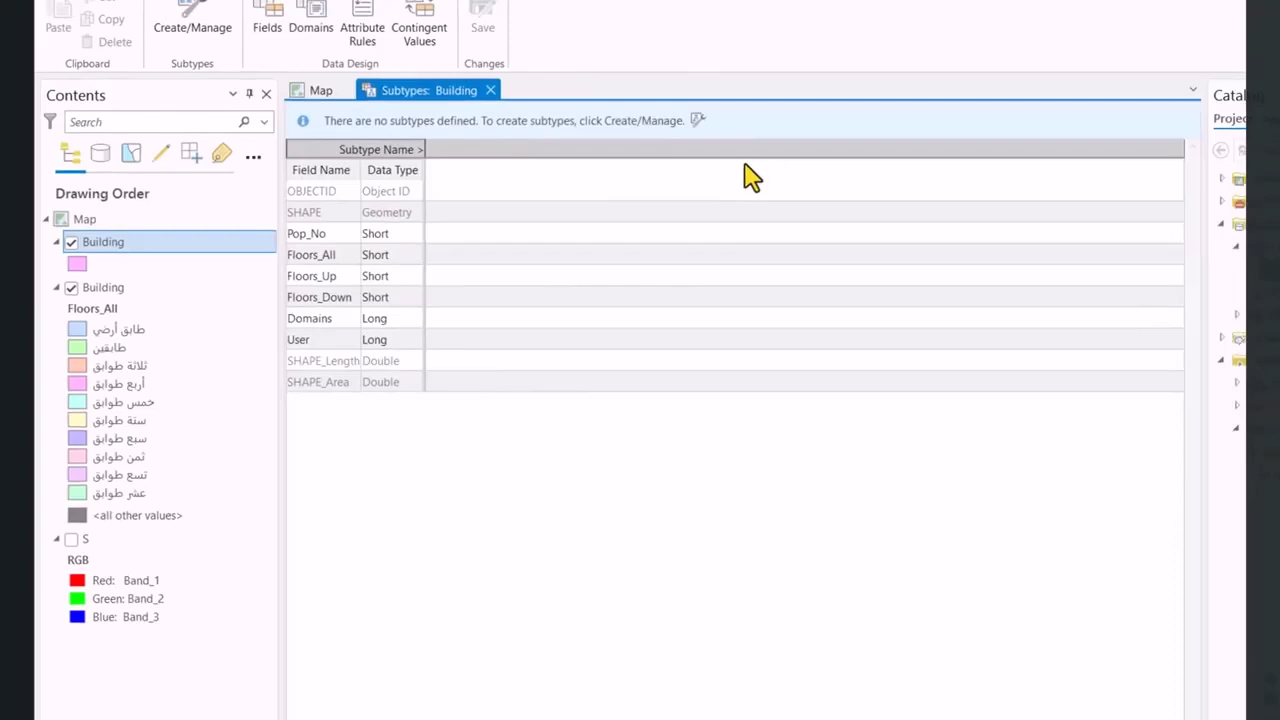 Paste
Copy
Delete
Clipboard
Create/Manage
Subtypes
Fields
Domains
Attribute
Rules
Contingent
Values
Data Design
Save
Changes
Contents
Search
Drawing Order
Map
Building
Building
Floors_All
طابق أرضي
طابقين
ثلاثة طوابق
أربع طوابق
خمس طوابق
ستة طوابق
سبع طوابق
ثمن طوابق
تسع طوابق
عشر طوابق
<all other values>
S
RGB
Red: Band_1
Green: Band_2
Blue: Band_3
Map
Subtypes: Building
There are no subtypes defined. To create subtypes, click Create/Manage.
Subtype Name >
Field Name Data Type
OBJECTID Object ID
SHAPE Geometry
Pop_No Short
Floors_All Short
Floors_Up Short
Floors_Down Short
Domains Long
User Long
SHAPE_Length Double
SHAPE_Area Double